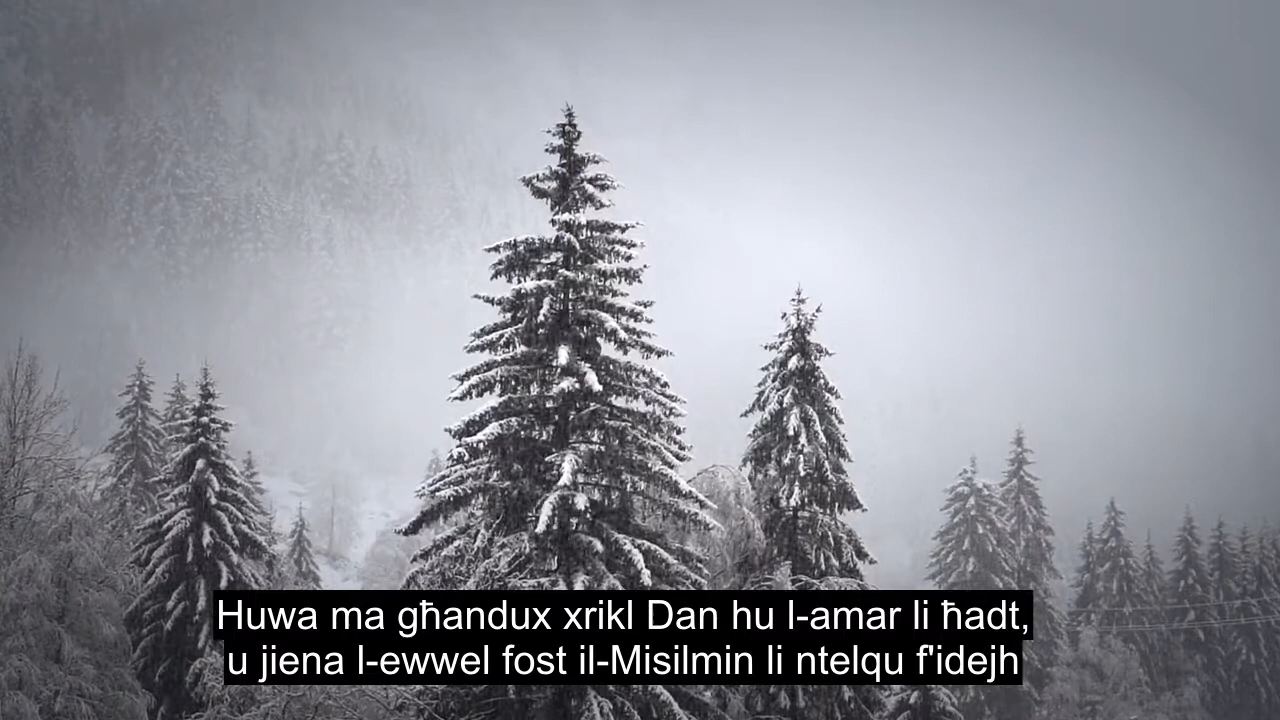 Huwa ma għandux xrikl Dan hu l-amar li ħadt,
u jiena l-ewwel fost il-Misilmin li ntelqu f'idejh